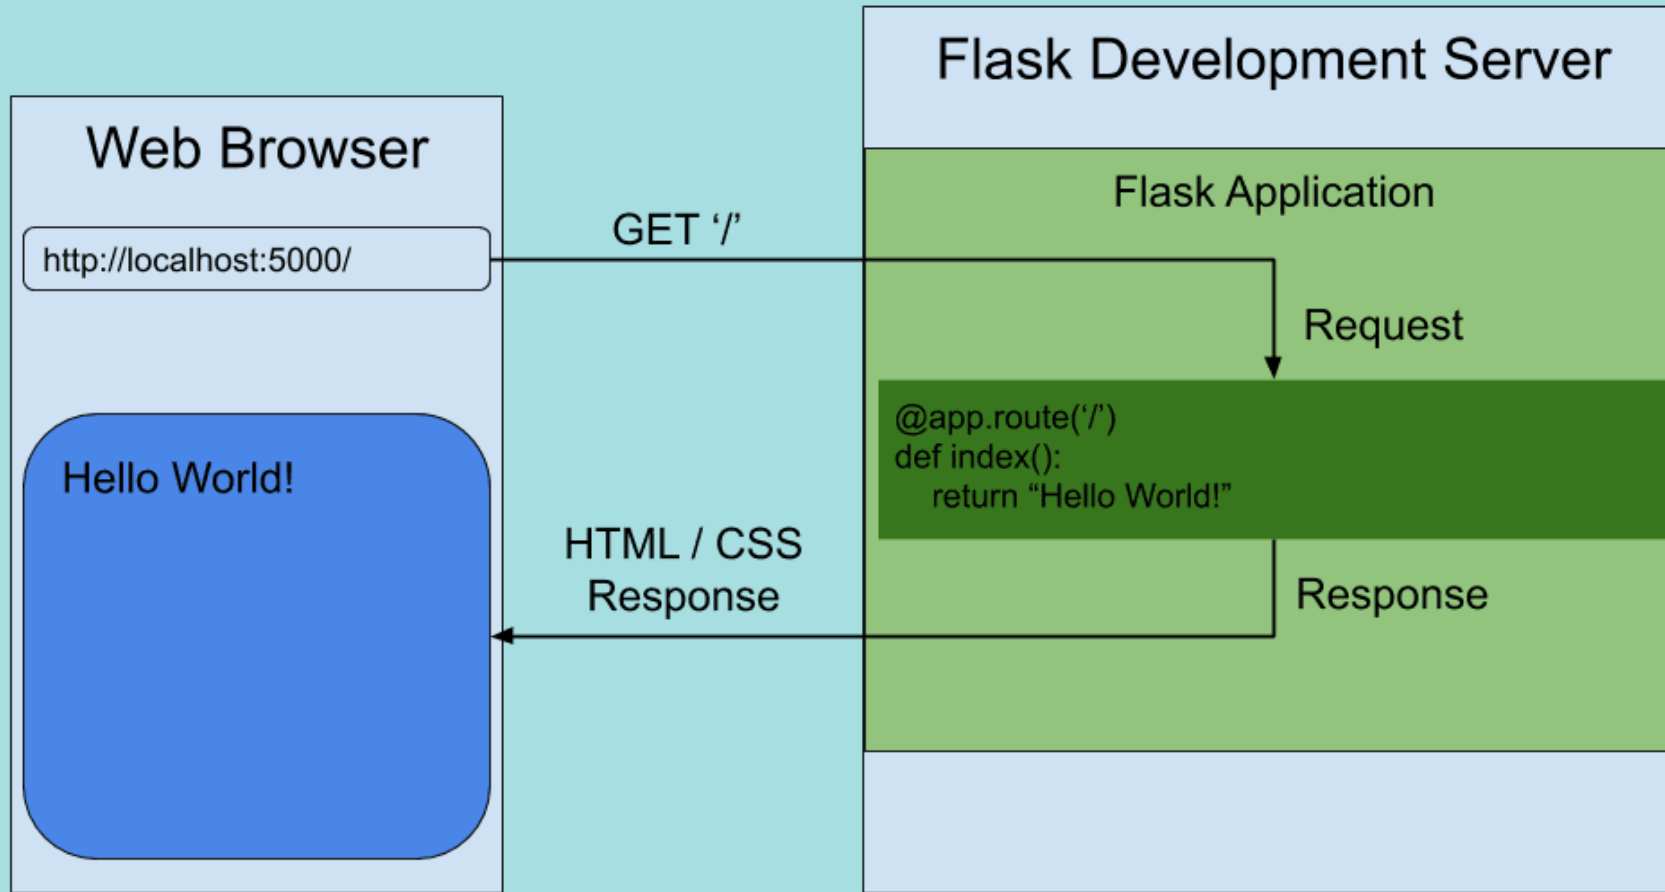 Flask Development Server
Web Browser
Flask Application
GET ‘/’
http://localhost:5000/
Request
@app.route(‘/’)
def index():
return “Hello World!”
Hello World!
HTML / CSS
Response
Response